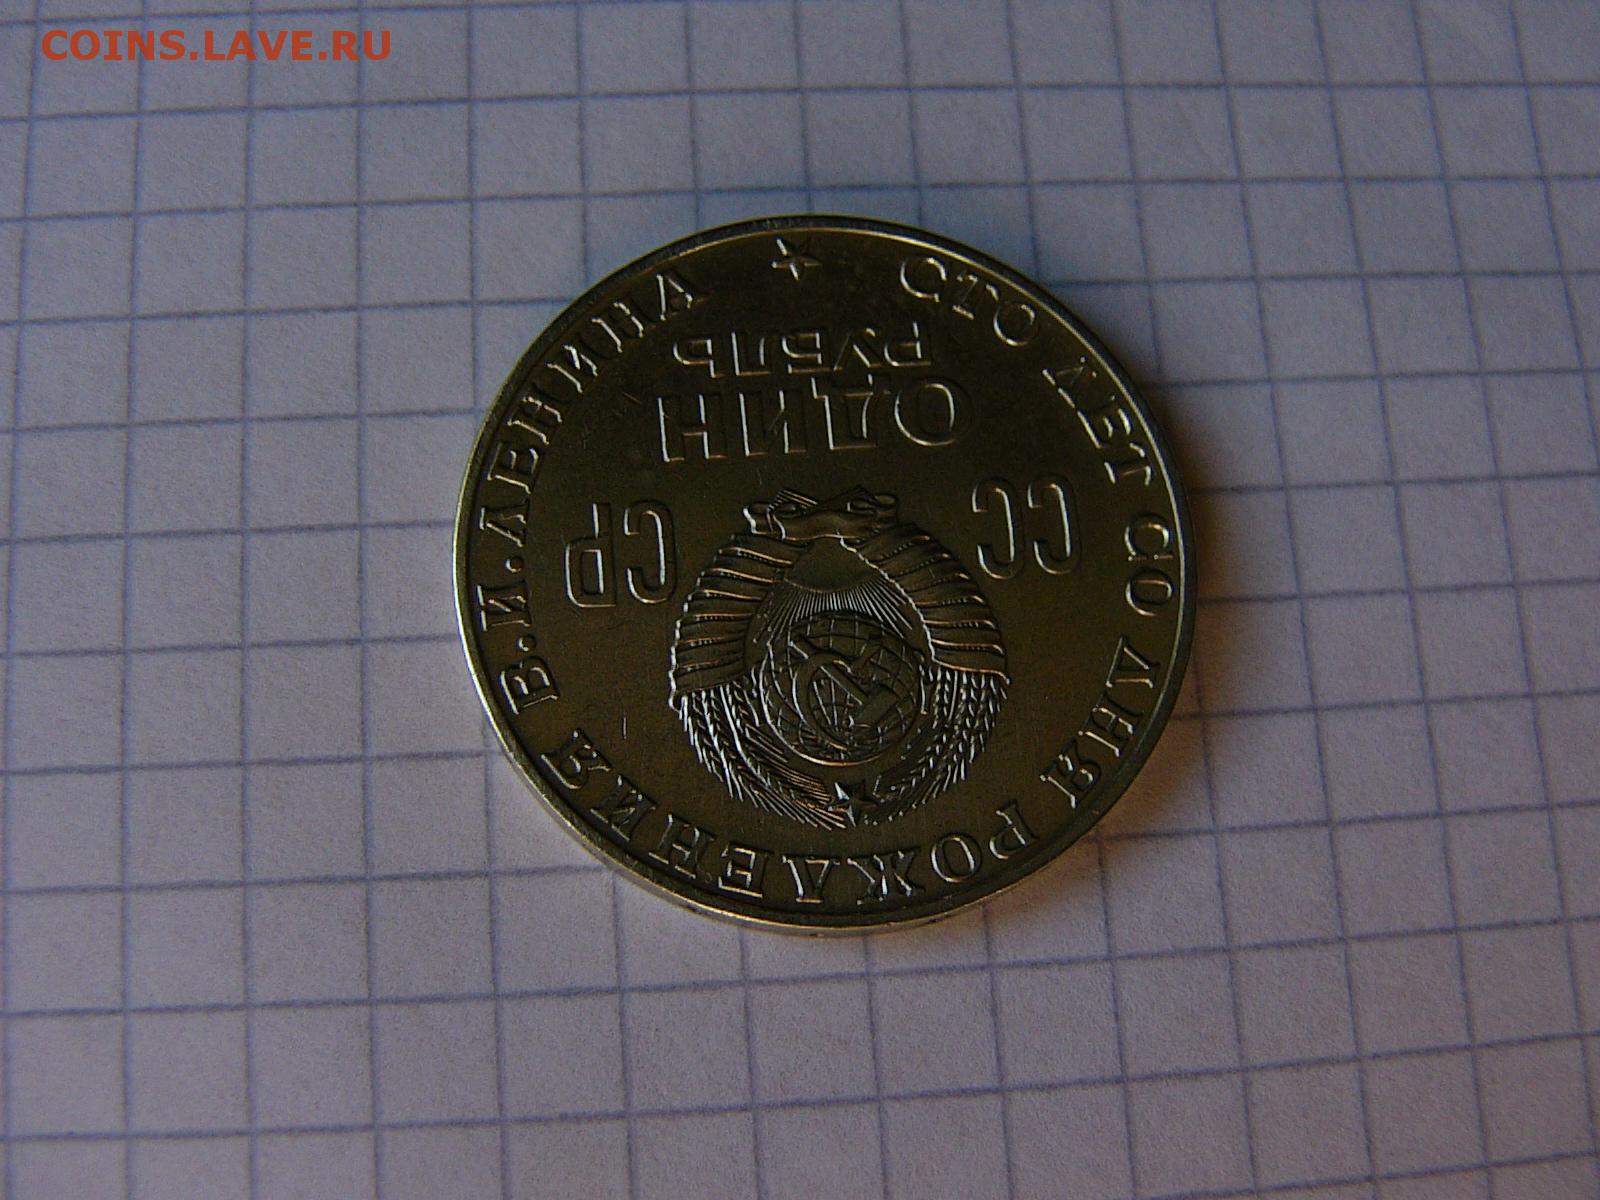 COINS.LAVE.RU
СТО ЛЕТ СО ДНЯ РОЖДЕНИЯ В.И.ЛЕНИНА
СС СР
ОДИН
РУБЛЬ